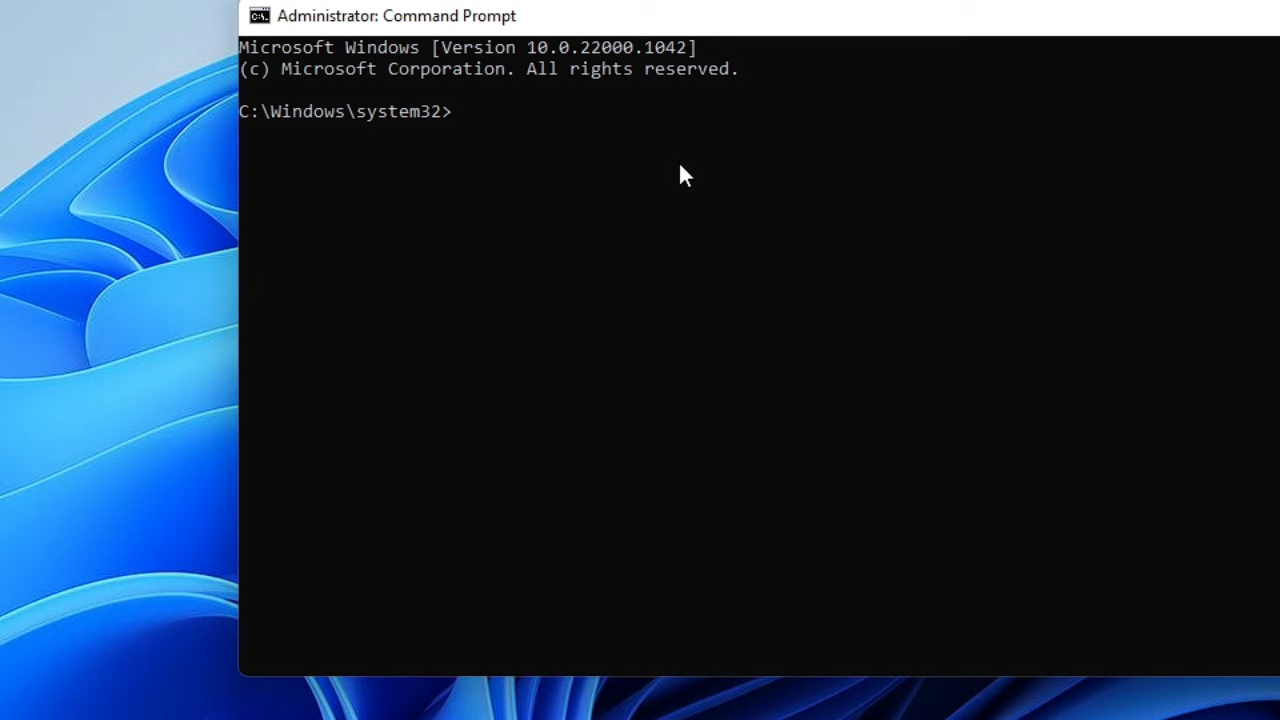 Administrator: Command Prompt
Microsoft Windows [Version 10.0.22000.1042]
(c) Microsoft Corporation. All rights reserved.
C:\Windows\system32>